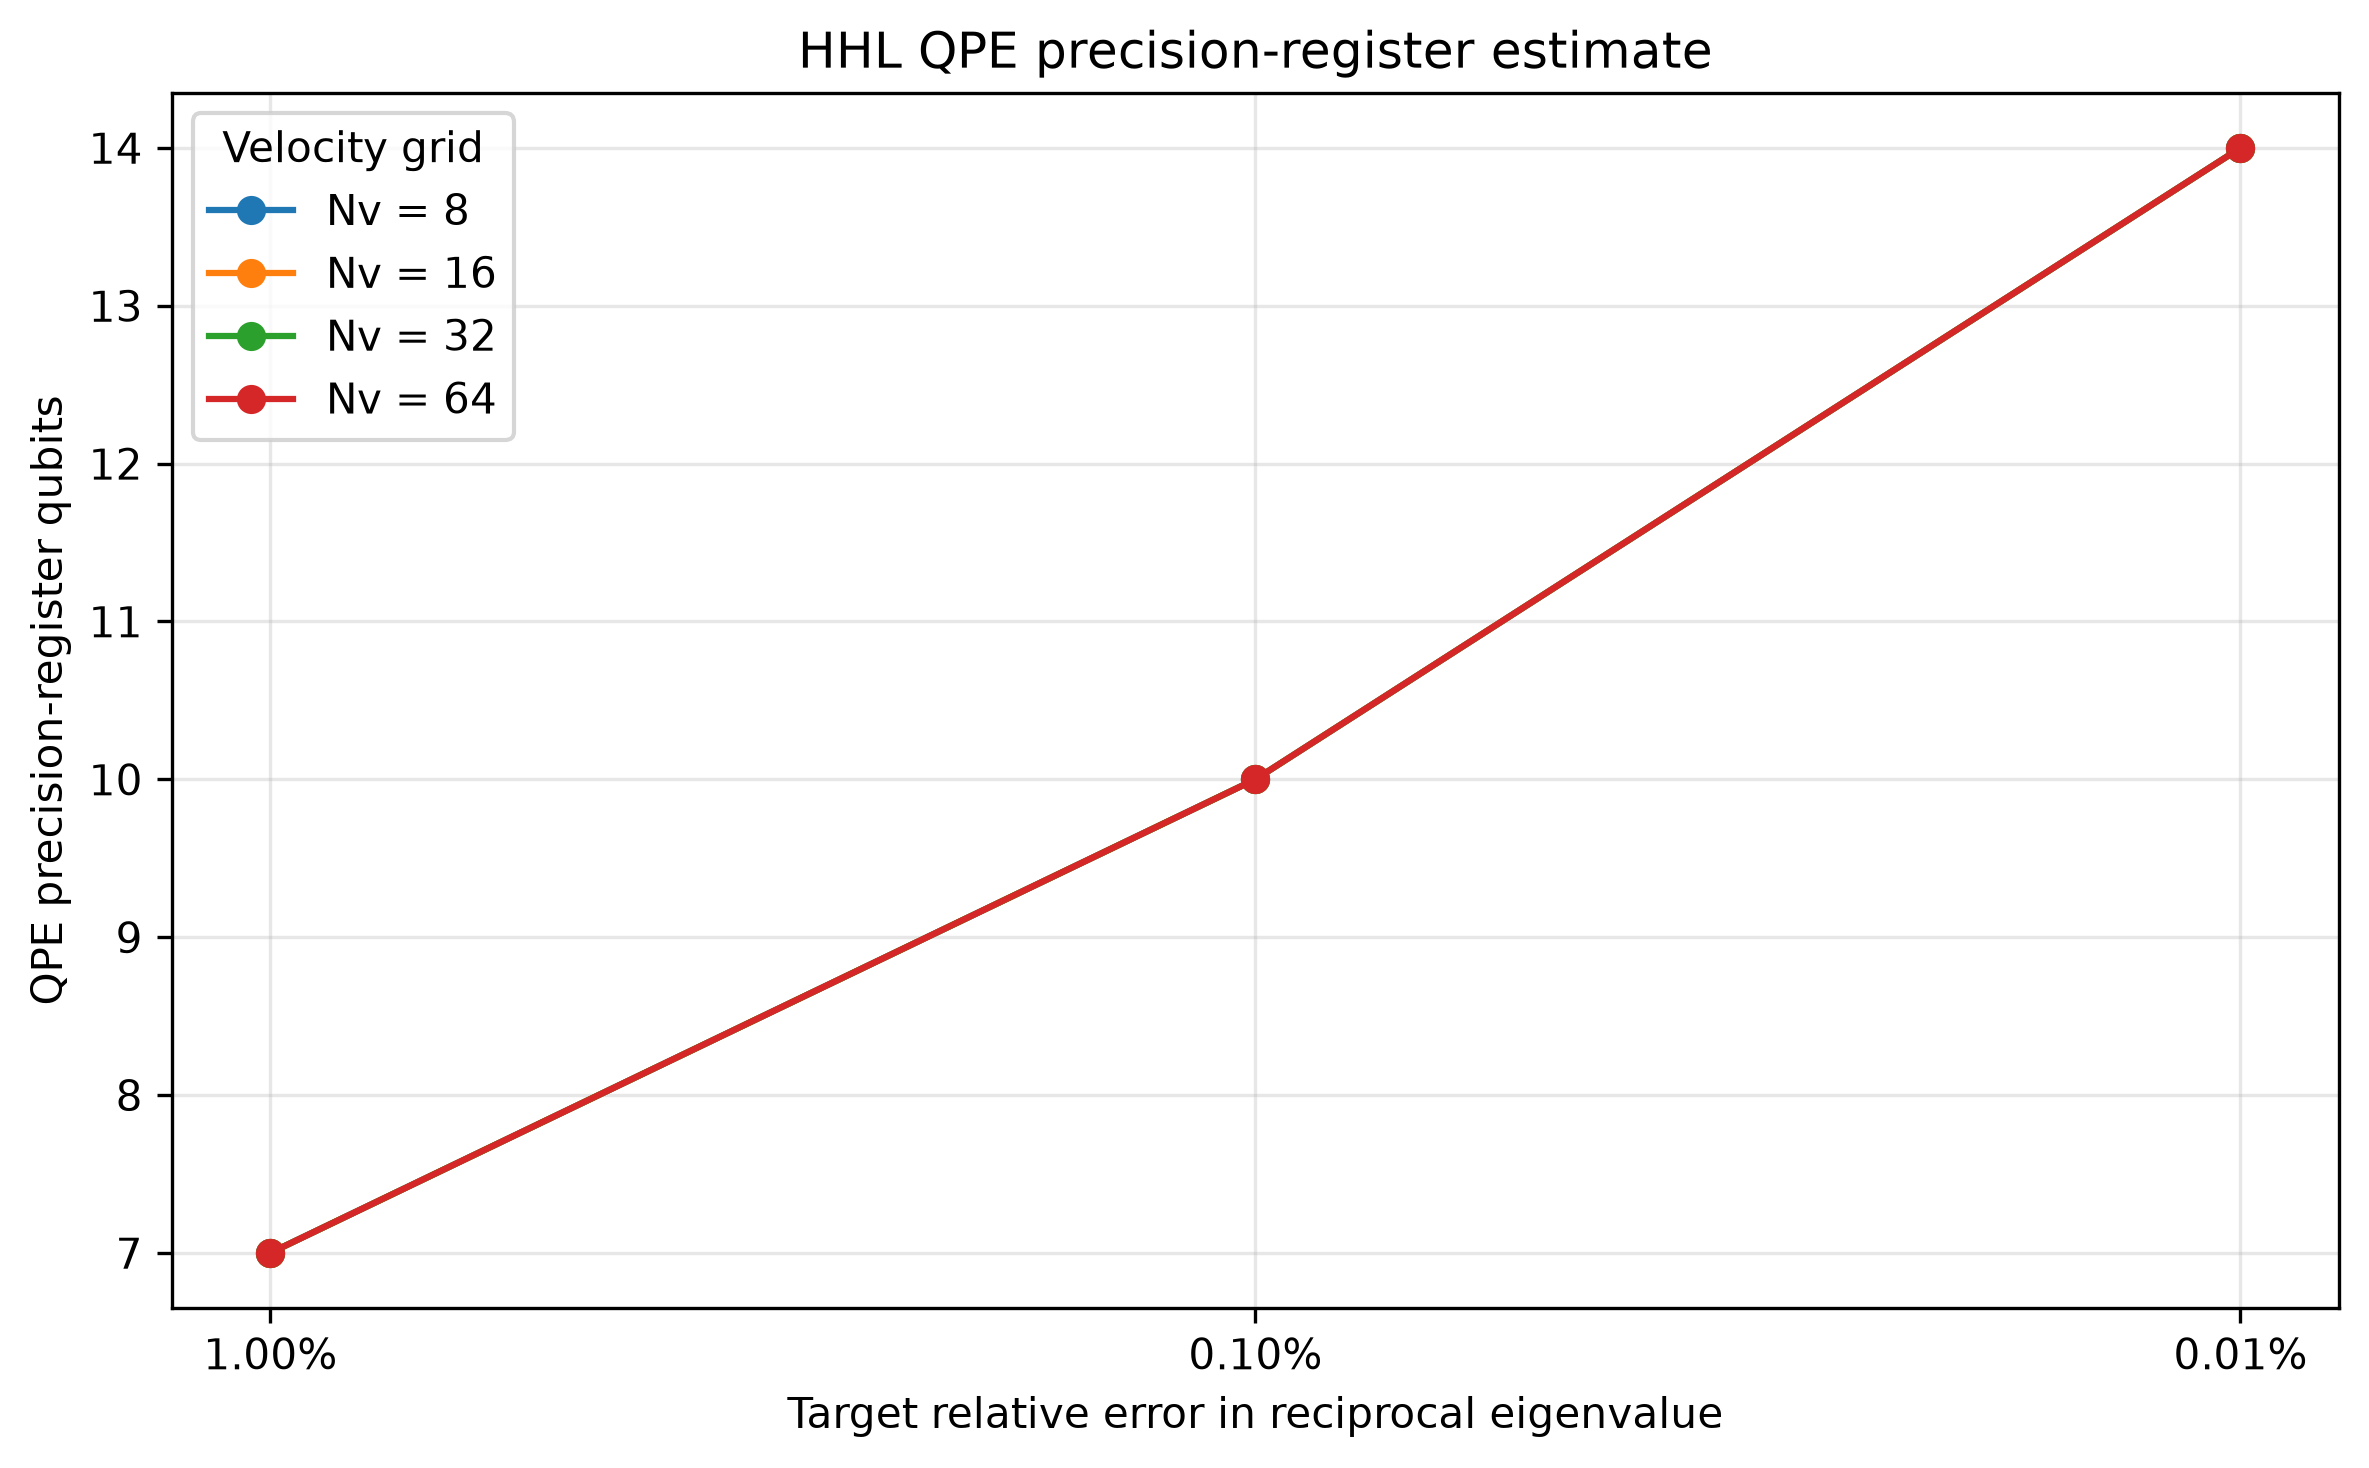 HHL QPE precision-register estimate
Velocity grid
Nv = 8
Nv = 16
Nv = 32
Nv = 64
QPE precision-register qubits
14
13
12
11
10
9
8
7
1.00%
0.10%
0.01%
Target relative error in reciprocal eigenvalue